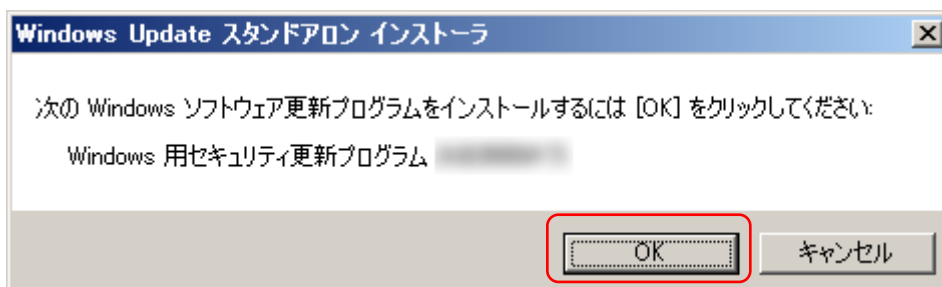 Windows Update スタンドアロン インストーラ
次の Windows ソフトウェア更新プログラムをインストールするには [OK] をクリックしてください:
Windows 用セキュリティ更新プログラム
OK
キャンセル